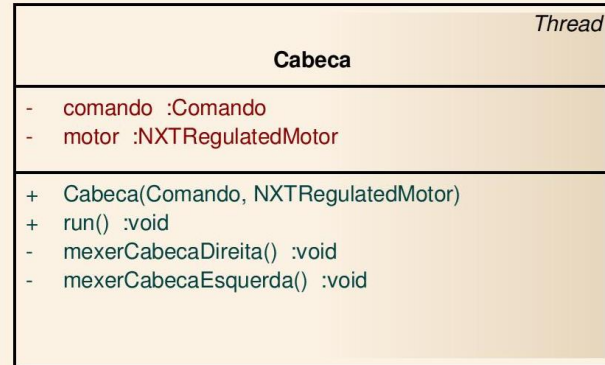 Thread
Cabeca
- comando :Comando
- motor :NXTRegulatedMotor
+ Cabeca(Comando, NXTRegulatedMotor)
+ run() :void
- mexerCabecaDireita() :void
- mexerCabecaEsquerda() :void